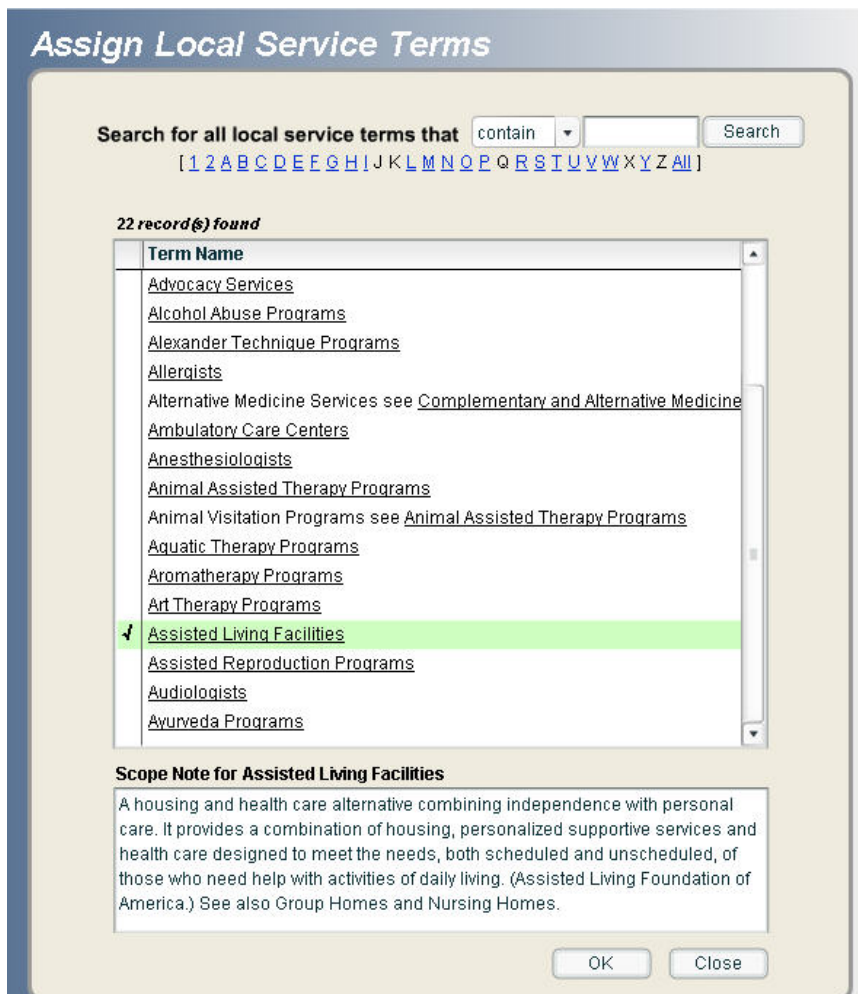 Assign Local Service Terms
Search for all local service terms that contain Search
[ 1 2 A B C D E F G H I J K L M N O P Q R S T U V W X Y Z All ]
22 record(s) found
Term Name
Advocacy Services
Alcohol Abuse Programs
Alexander Technique Programs
Allergists
Alternative Medicine Services see Complementary and Alternative Medicine
Ambulatory Care Centers
Anesthesiologists
Animal Assisted Therapy Programs
Animal Visitation Programs see Animal Assisted Therapy Programs
Aquatic Therapy Programs
Aromatherapy Programs
Art Therapy Programs
Assisted Living Facilities
Assisted Reproduction Programs
Audiologists
Ayurveda Programs
Scope Note for Assisted Living Facilities
A housing and health care alternative combining independence with personal
care. It provides a combination of housing, personalized supportive services and
health care designed to meet the needs, both scheduled and unscheduled, of
those who need help with activities of daily living. (Assisted Living Foundation of
America.) See also Group Homes and Nursing Homes.
OK Close